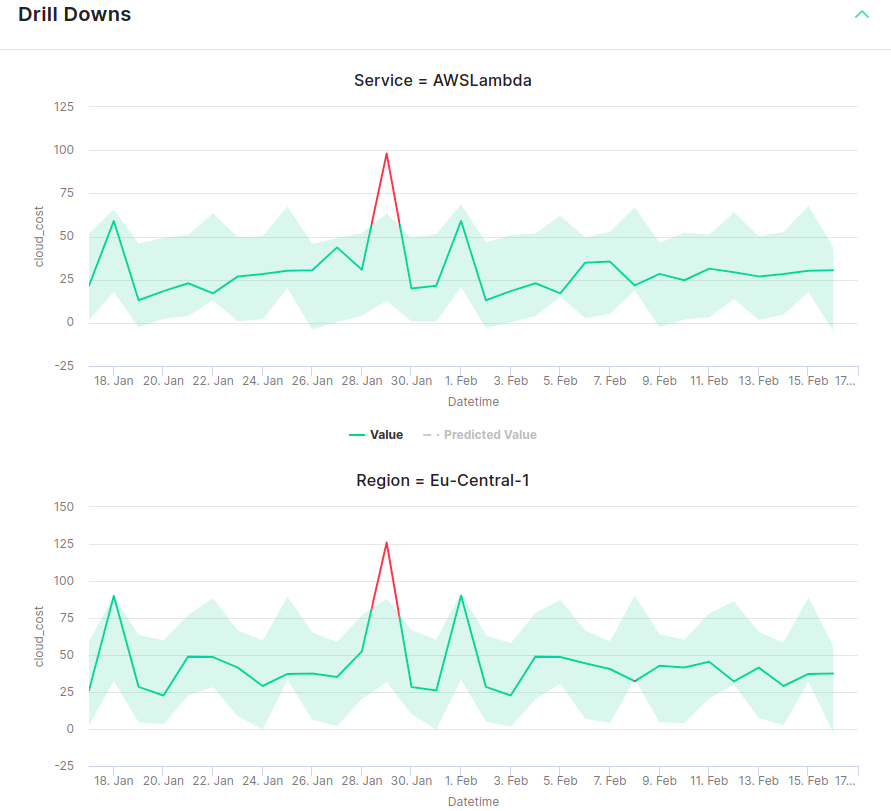 Drill Downs
Service = AWSLambda
125
100
75
50
25
0
-25
cloud_cost
18. Jan 20. Jan 22. Jan 24. Jan 26. Jan 28. Jan 30. Jan 1. Feb 3. Feb 5. Feb 7. Feb 9. Feb 11. Feb 13. Feb 15. Feb 17...
Datetime
Value Predicted Value
Region = Eu-Central-1
150
125
100
75
50
25
0
-25
cloud_cost
18. Jan 20. Jan 22. Jan 24. Jan 26. Jan 28. Jan 30. Jan 1. Feb 3. Feb 5. Feb 7. Feb 9. Feb 11. Feb 13. Feb 15. Feb 17...
Datetime